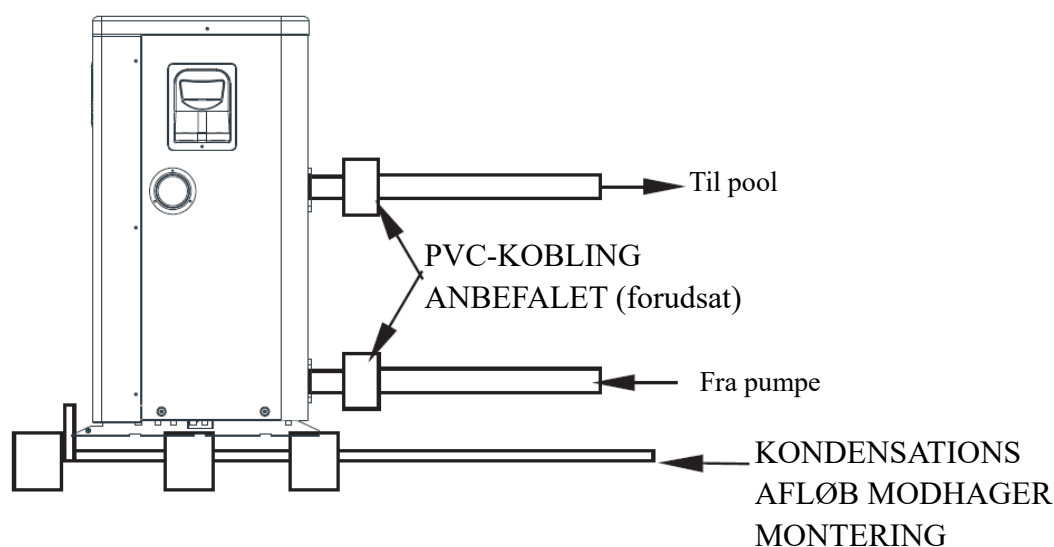 Til pool
PVC-KOBLING
ANBEFALET (forudsat)
Fra pumpe
KONDENSATIONS
AFLØB MODHAGER
MONTERING